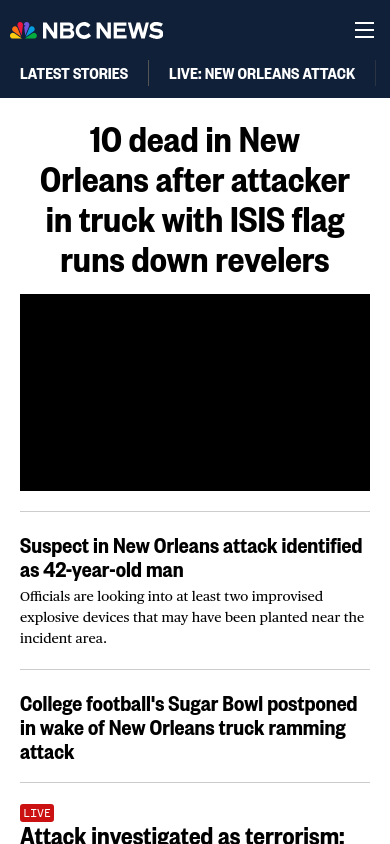 NBC NEWS
LATEST STORIES
LIVE: NEW ORLEANS ATTACK
10 dead in New
Orleans after attacker
in truck with ISIS flag
runs down revelers
Suspect in New Orleans attack identified
as 42-year-old man
Officials are looking into at least two improvised
explosive devices that may have been planted near the
incident area.
College football's Sugar Bowl postponed
in wake of New Orleans truck ramming
attack
LIVE
Attack investigated as terrorism: